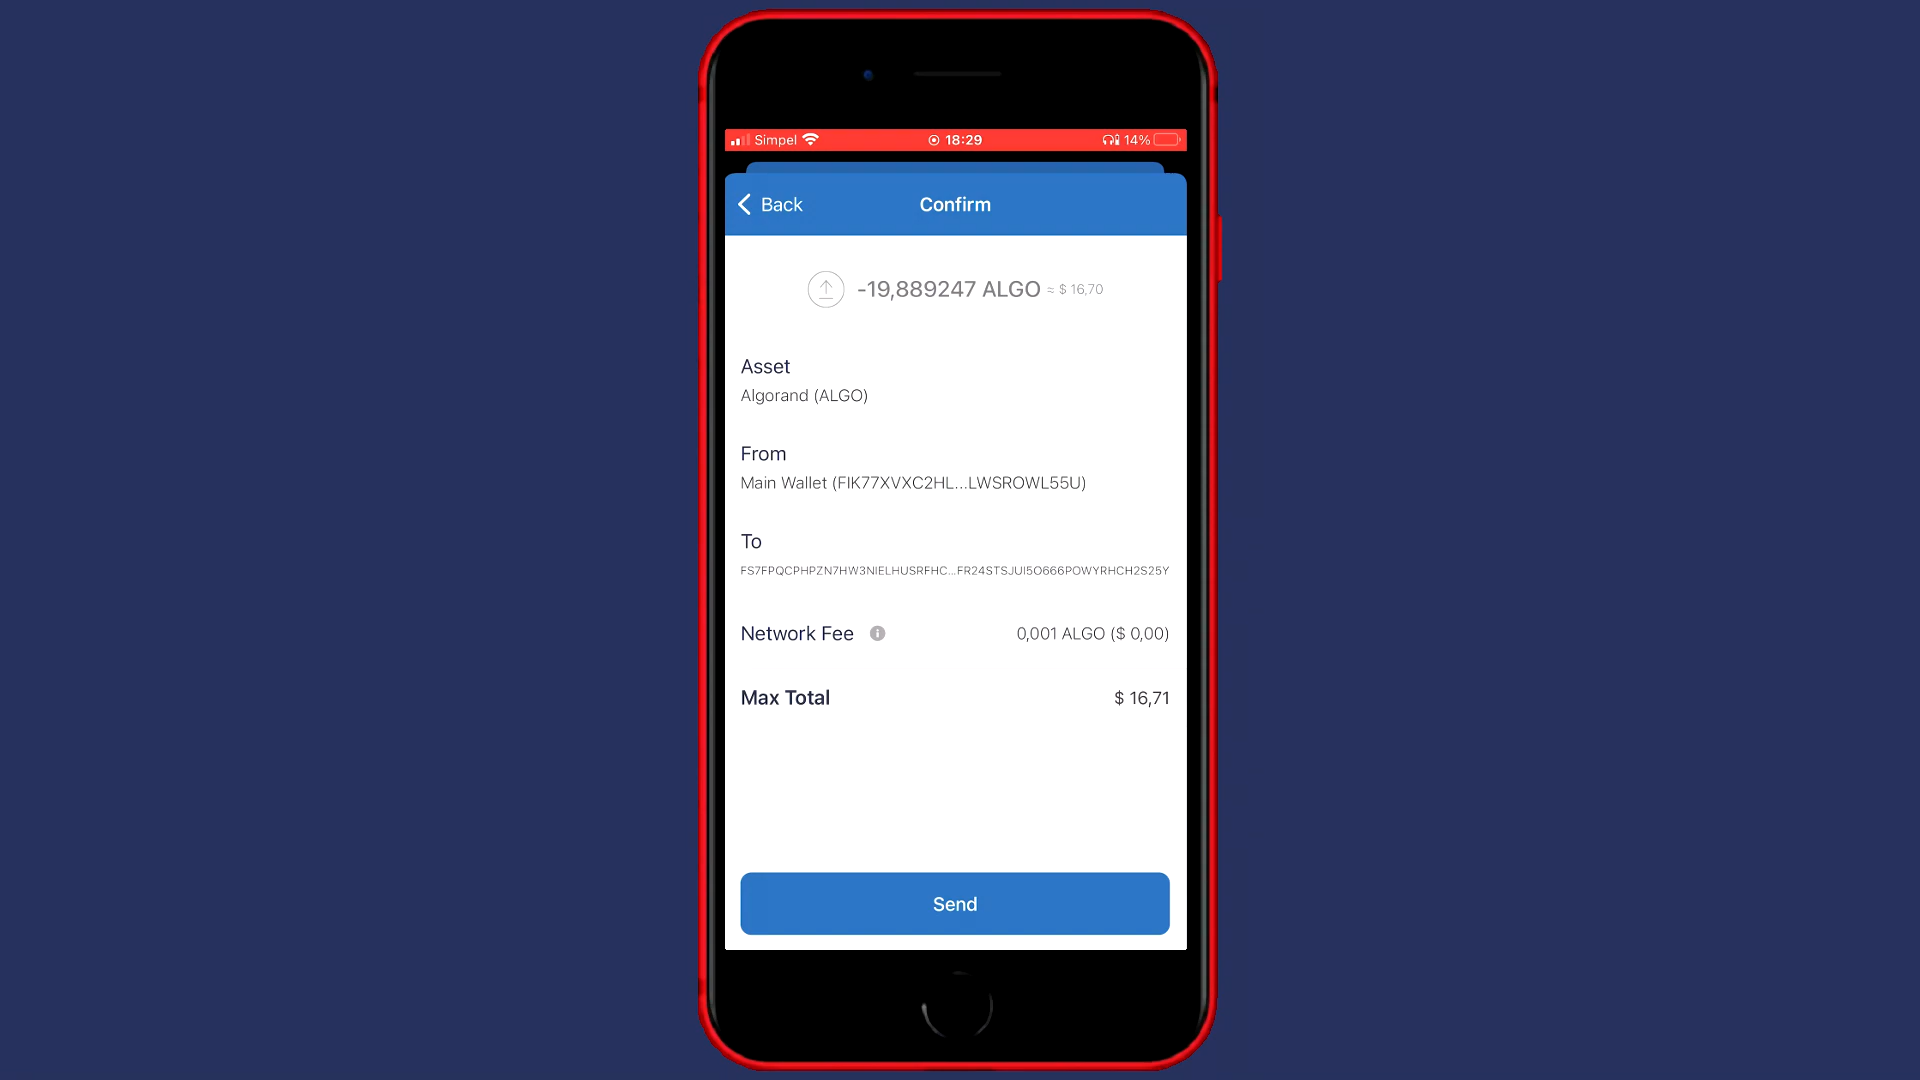 Simpel 18:29 14%
Back Confirm
-19,889247 ALGO ≈ $ 16,70
Asset
Algorand (ALGO)
From
Main Wallet (FIK77XVXC2HL...LWSROWL55U)
To
FS7FPQCPHPZN7HW3NIELHUSRFHC...FR24STSJUI5O666POWYRHCH2S25Y
Network Fee 0,001 ALGO ($ 0,00)
Max Total $ 16,71
Send